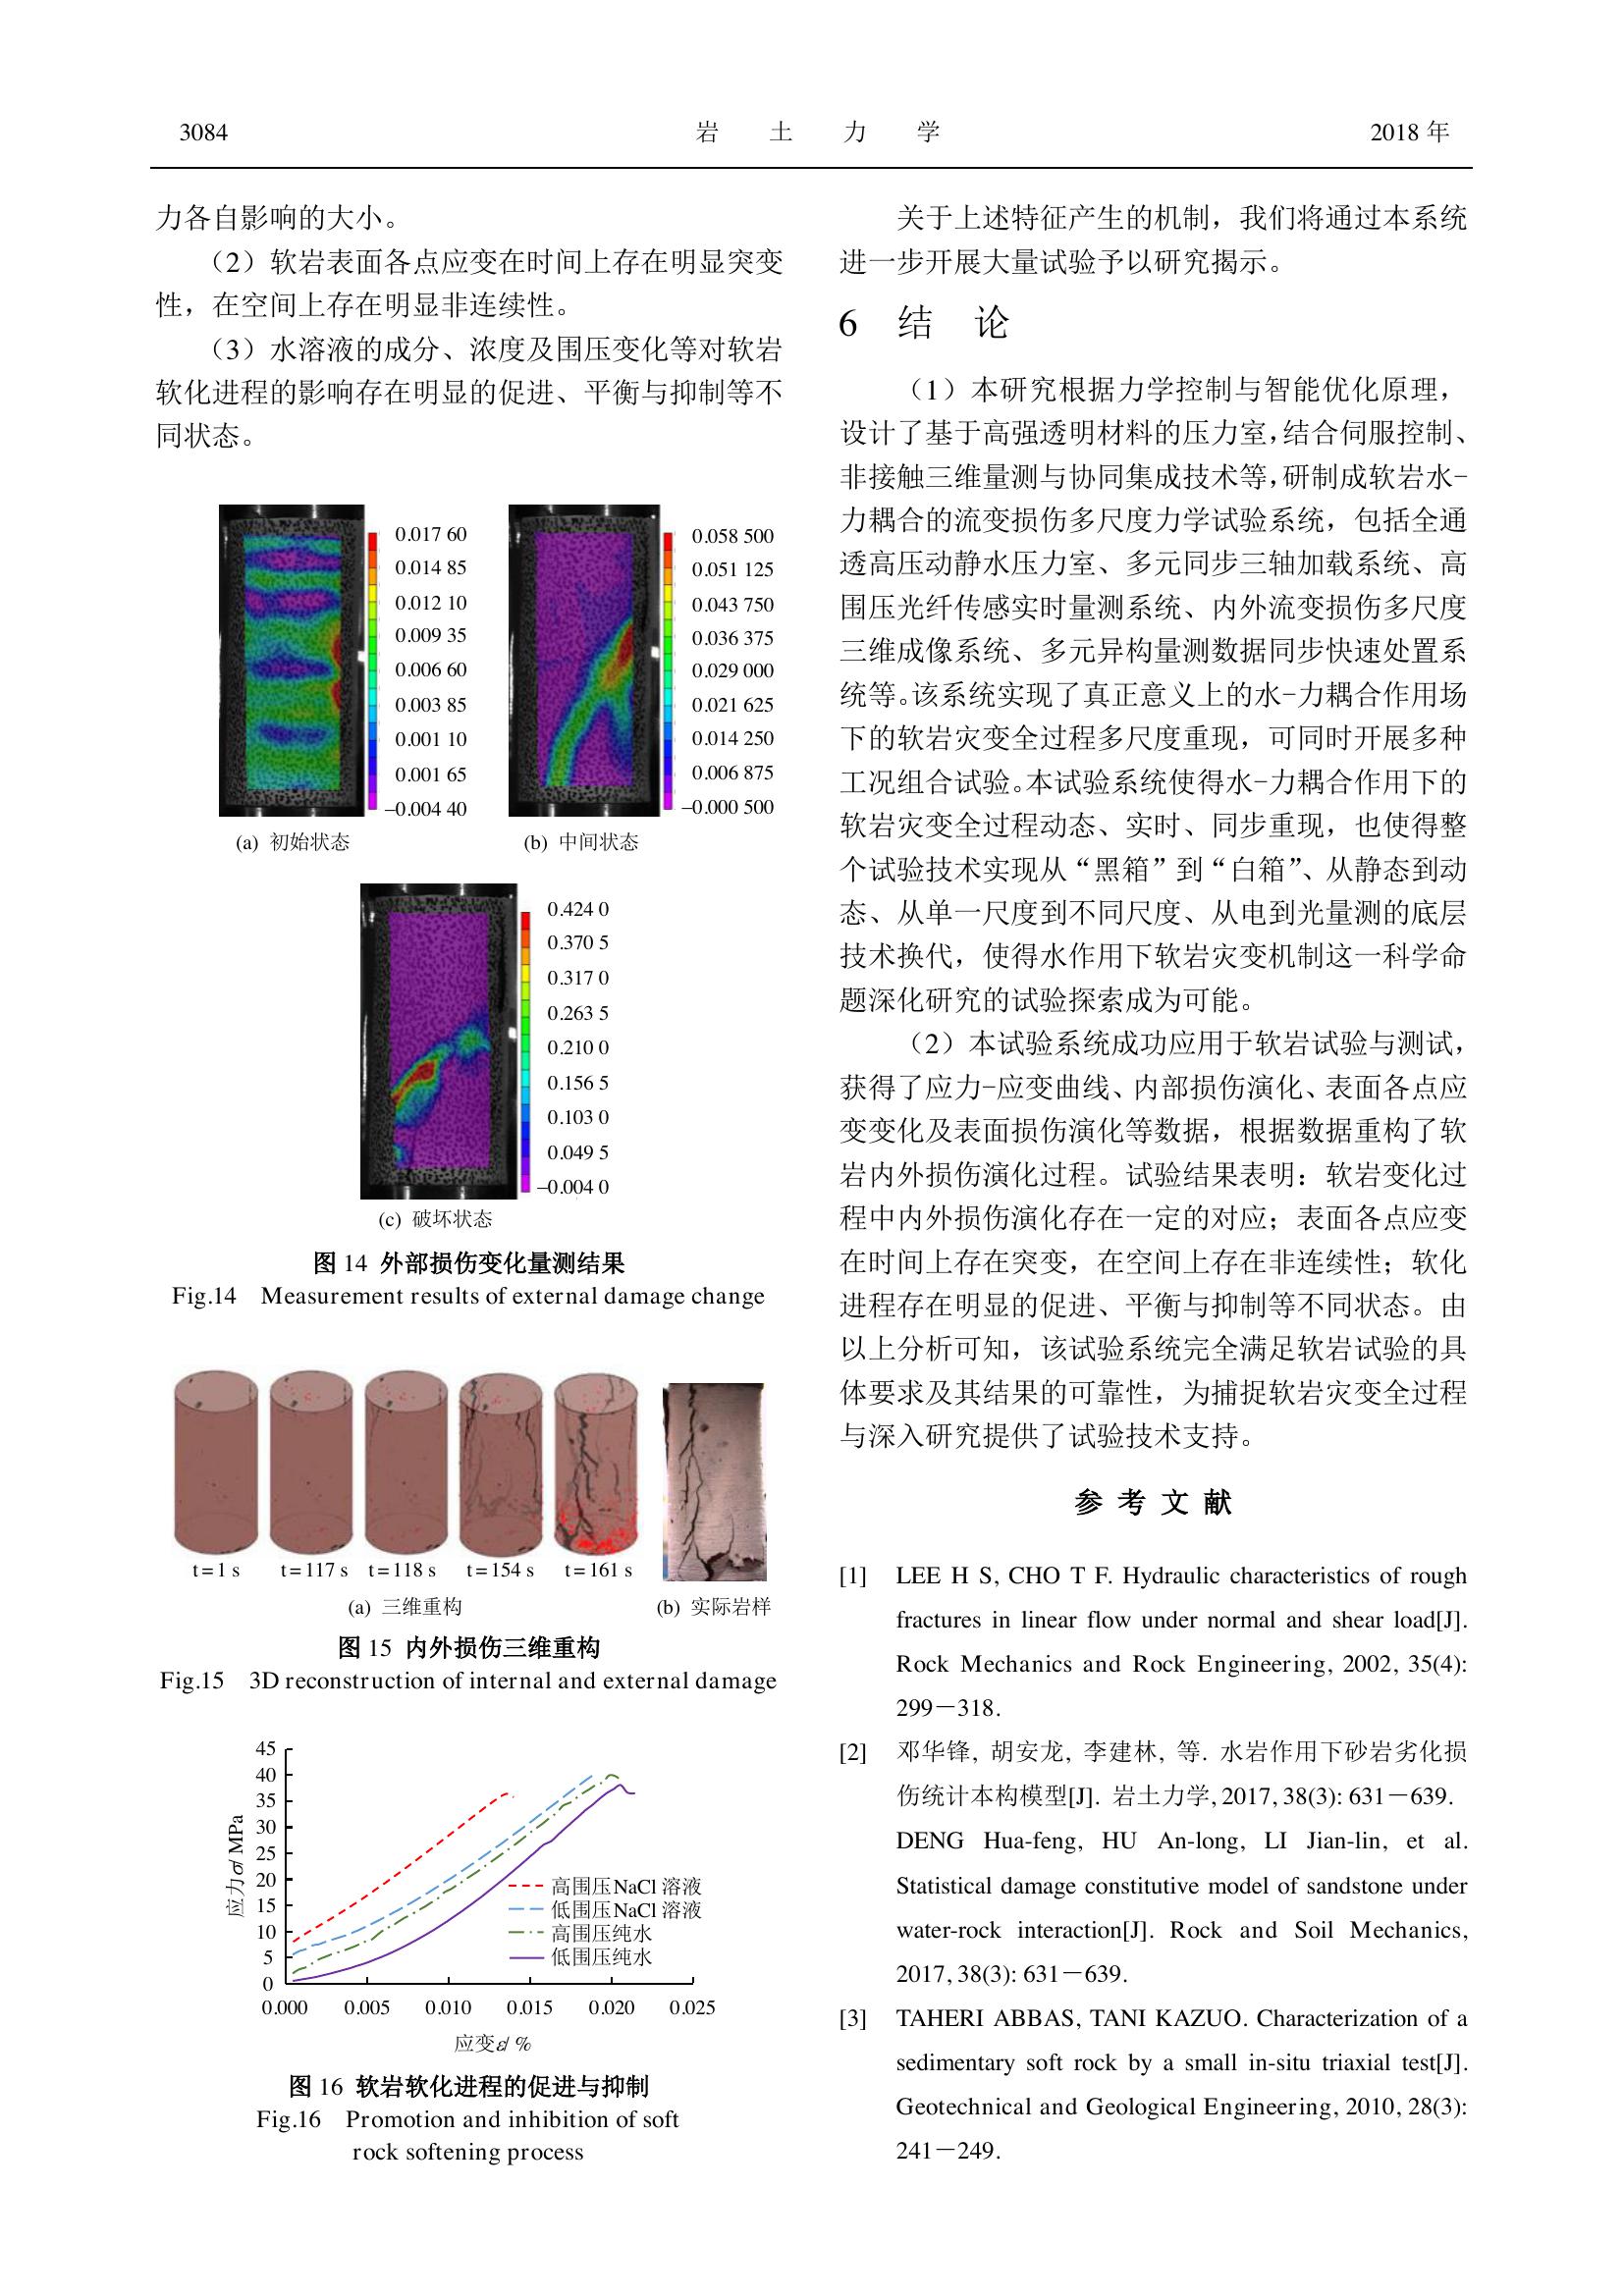 3084
岩 土 力 学
2018 年
力各自影响的大小。
（2）软岩表面各点应变在时间上存在明显突变
性，在空间上存在明显非连续性。
（3）水溶液的成分、浓度及围压变化等对软岩
软化进程的影响存在明显的促进、平衡与抑制等不
同状态。
0.017 60
0.014 85
0.012 10
0.009 35
0.006 60
0.003 85
0.001 10
0.001 65
–0.004 40
(a) 初始状态
0.058 500
0.051 125
0.043 750
0.036 375
0.029 000
0.021 625
0.014 250
0.006 875
–0.000 500
(b) 中间状态
0.424 0
0.370 5
0.317 0
0.263 5
0.210 0
0.156 5
0.103 0
0.049 5
–0.004 0
(c) 破坏状态
图 14 外部损伤变化量测结果
Fig.14 Measurement results of external damage change
t=1 s t=117 s t=118 s t=154 s t=161 s
(a) 三维重构 (b) 实际岩样
图 15 内外损伤三维重构
Fig.15 3D reconstruction of internal and external damage
45
40
35
30
25
20
15
10
5
0
应力σ/ MPa
高围压NaCl 溶液
低围压NaCl 溶液
高围压纯水
低围压纯水
0.000 0.005 0.010 0.015 0.020 0.025
应变ε/ %
图 16 软岩软化进程的促进与抑制
Fig.16 Promotion and inhibition of soft
rock softening process
关于上述特征产生的机制，我们将通过本系统
进一步开展大量试验予以研究揭示。
6 结 论
（1）本研究根据力学控制与智能优化原理，
设计了基于高强透明材料的压力室，结合伺服控制、
非接触三维量测与协同集成技术等，研制成软岩水-
力耦合的流变损伤多尺度力学试验系统，包括全通
透高压动静水压力室、多元同步三轴加载系统、高
围压光纤传感实时量测系统、内外流变损伤多尺度
三维成像系统、多元异构量测数据同步快速处置系
统等。该系统实现了真正意义上的水-力耦合作用场
下的软岩灾变全过程多尺度重现，可同时开展多种
工况组合试验。本试验系统使得水-力耦合作用下的
软岩灾变全过程动态、实时、同步重现，也使得整
个试验技术实现从“黑箱”到“白箱”、从静态到动
态、从单一尺度到不同尺度、从电到光量测的底层
技术换代，使得水作用下软岩灾变机制这一科学命
题深化研究的试验探索成为可能。
（2）本试验系统成功应用于软岩试验与测试，
获得了应力-应变曲线、内部损伤演化、表面各点应
变变化及表面损伤演化等数据，根据数据重构了软
岩内外损伤演化过程。试验结果表明：软岩变化过
程中内外损伤演化存在一定的对应；表面各点应变
在时间上存在突变，在空间上存在非连续性；软化
进程存在明显的促进、平衡与抑制等不同状态。由
以上分析可知，该试验系统完全满足软岩试验的具
体要求及其结果的可靠性，为捕捉软岩灾变全过程
与深入研究提供了试验技术支持。
参 考 文 献
[1] LEE H S, CHO T F. Hydraulic characteristics of rough
fractures in linear flow under normal and shear load[J].
Rock Mechanics and Rock Engineering, 2002, 35(4):
299－318.
[2] 邓华锋, 胡安龙, 李建林, 等. 水岩作用下砂岩劣化损
伤统计本构模型[J]. 岩土力学, 2017, 38(3): 631－639.
DENG Hua-feng, HU An-long, LI Jian-lin, et al.
Statistical damage constitutive model of sandstone under
water-rock interaction[J]. Rock and Soil Mechanics,
2017, 38(3): 631－639.
[3] TAHERI ABBAS, TANI KAZUO. Characterization of a
sedimentary soft rock by a small in-situ triaxial test[J].
Geotechnical and Geological Engineering, 2010, 28(3):
241－249.